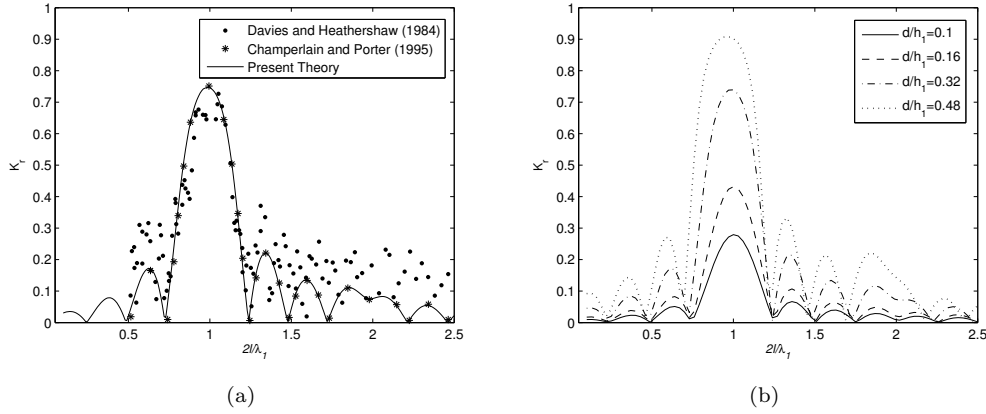 1
0.9
0.8
0.7
0.6
0.5
0.4
0.3
0.2
0.1
0
K_r
0.5 1 1.5 2 2.5
2l/λ_1
Davies and Heathershaw (1984)
Champerlain and Porter (1995)
Present Theory
(a)
1
0.9
0.8
0.7
0.6
0.5
0.4
0.3
0.2
0.1
0
K_r
0.5 1 1.5 2 2.5
2l/λ_1
d/h_1=0.1
d/h_1=0.16
d/h_1=0.32
d/h_1=0.48
(b)